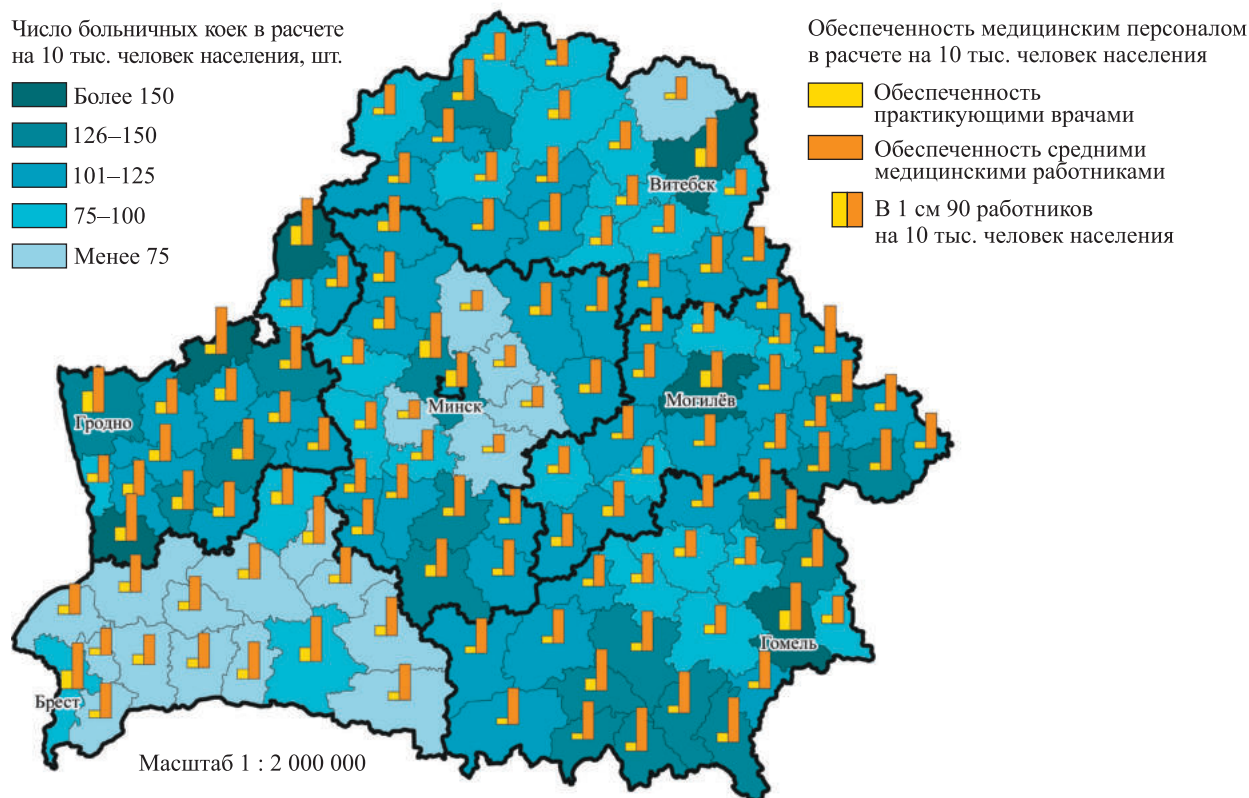 Число больничных коек в расчете
на 10 тыс. человек населения, шт.
Более 150
126–150
101–125
75–100
Менее 75
Обеспеченность медицинским персоналом
в расчете на 10 тыс. человек населения
Обеспеченность
практикующими врачами
Обеспеченность средними
медицинскими работниками
В 1 см 90 работников
на 10 тыс. человек населения
Витебск
Минск
Могилёв
Гродно
Гомель
Брест
Масштаб 1 : 2 000 000